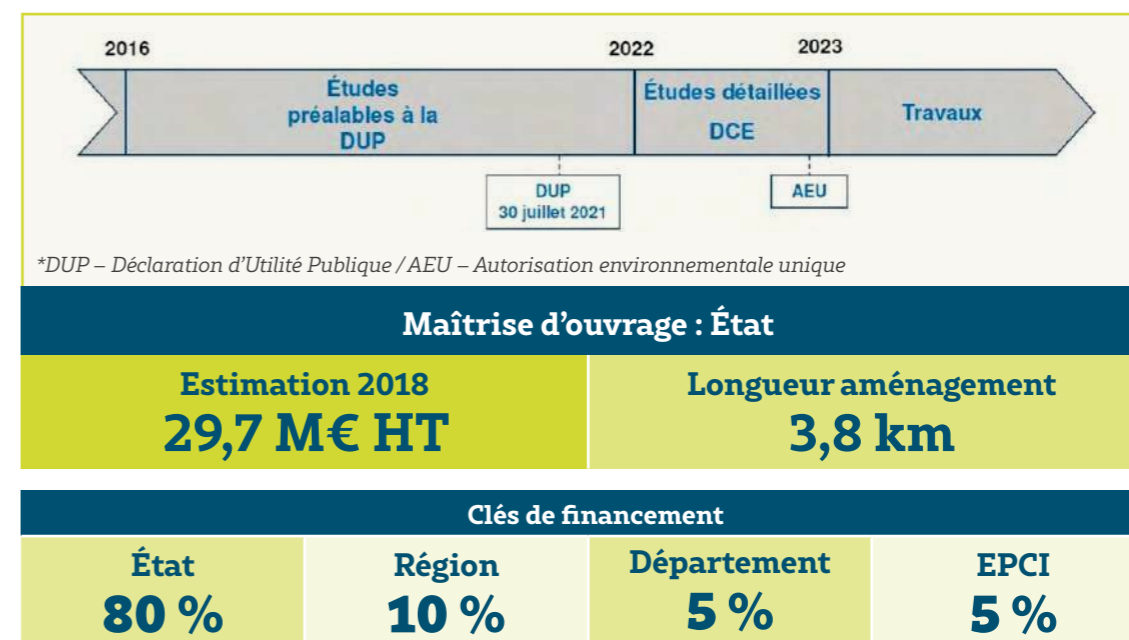 2016
2022
2023
Études
préalables à la
DUP
Études détaillées
DCE
Travaux
DUP
30 juillet 2021
AEU
*DUP – Déclaration d'Utilité Publique / AEU – Autorisation environnementale unique
Maîtrise d'ouvrage : État
Estimation 2018
29,7 M€ HT
Longueur aménagement
3,8 km
Clés de financement
État
80 %
Région
10 %
Département
5 %
EPCI
5 %